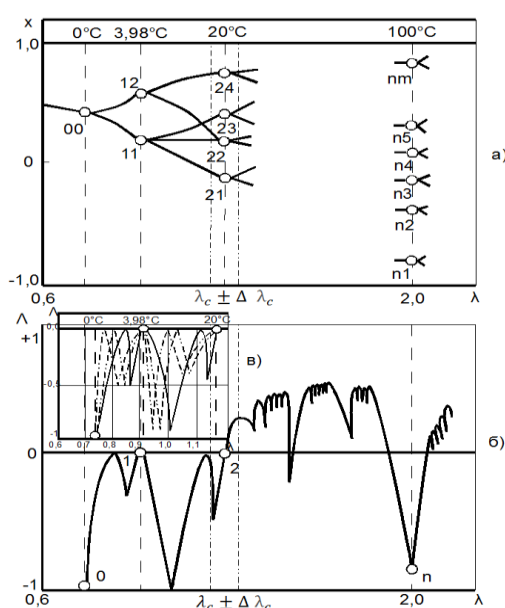 x 0°C 3,98°C 20°C 100°C
1,0
12 24 nm
00 23 n5
11 22 n4
0 21 n3
n2
n1
-1,0 а)
0,6 λc ± Δ λc 2,0 λ
Λ Λ 0°C 3,98°C 20°C
+1 0,0 в)
-0,5
-1
0,6 0,7 0,8 0,9 1,0 1,1 λ
0 1 2 б)
0 n
-1 λc ± Δ λc 2,0 λ